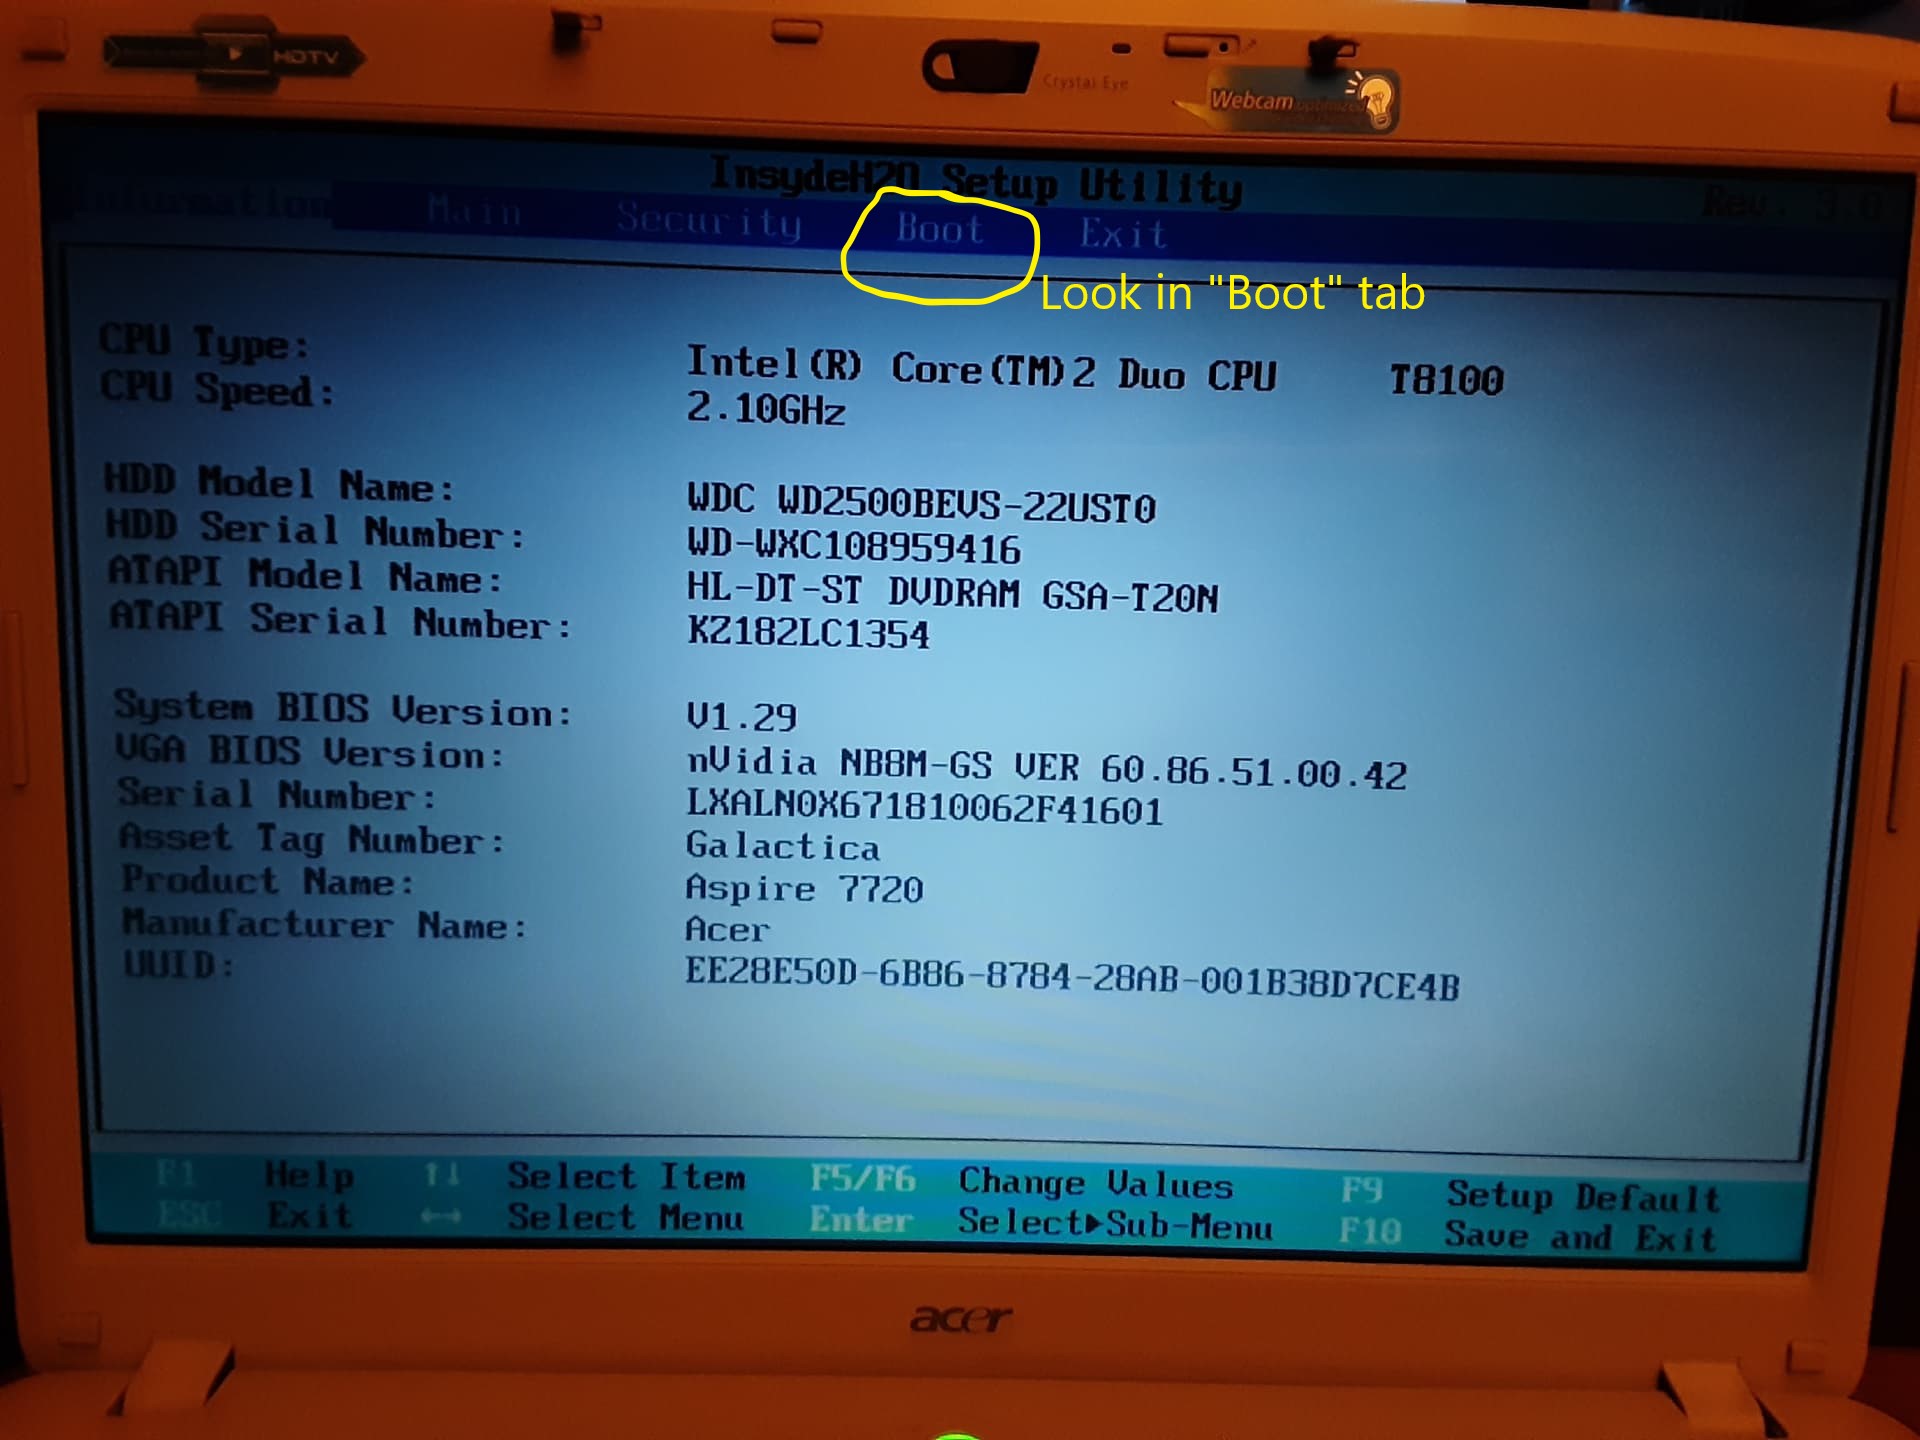 HDTV
Crystal Eye
Webcam optimized
InsydeH2O Setup Utility
Rev. 3.0
Information Main Security Boot Exit
Look in "Boot" tab
CPU Type: Intel(R) Core(TM)2 Duo CPU T8100
CPU Speed: 2.10GHz
HDD Model Name: WDC WD2500BEVS-22UST0
HDD Serial Number: WD-WXC108959416
ATAPI Model Name: HL-DT-ST DVDRAM GSA-T20N
ATAPI Serial Number: KZ182LC1354
System BIOS Version: V1.29
VGA BIOS Version: nVidia NB8M-GS VER 60.86.51.00.42
Serial Number: LXALN0X671810062F41601
Asset Tag Number: Galactica
Product Name: Aspire 7720
Manufacturer Name: Acer
UUID: EE28E50D-6B86-8784-28AB-001B38D7CE4B
F1 Help ↑↓ Select Item F5/F6 Change Values F9 Setup Default
ESC Exit ↔ Select Menu Enter Select▶Sub-Menu F10 Save and Exit
acer